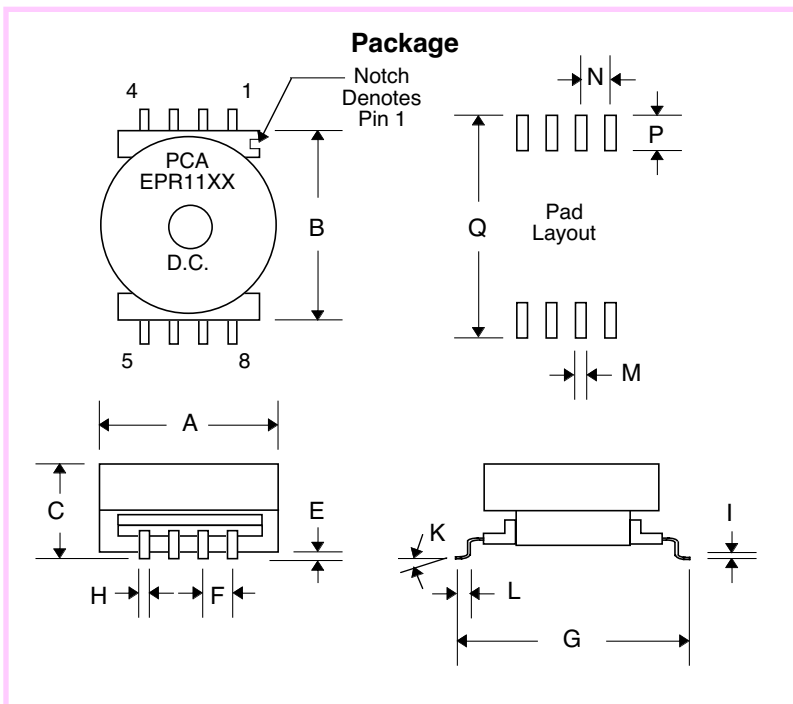 Package
4
1
Notch
Denotes
Pin 1
PCA
EPR11XX
D.C.
B
5
8
N
P
Q
Pad
Layout
M
A
C
E
H
F
K
I
L
G